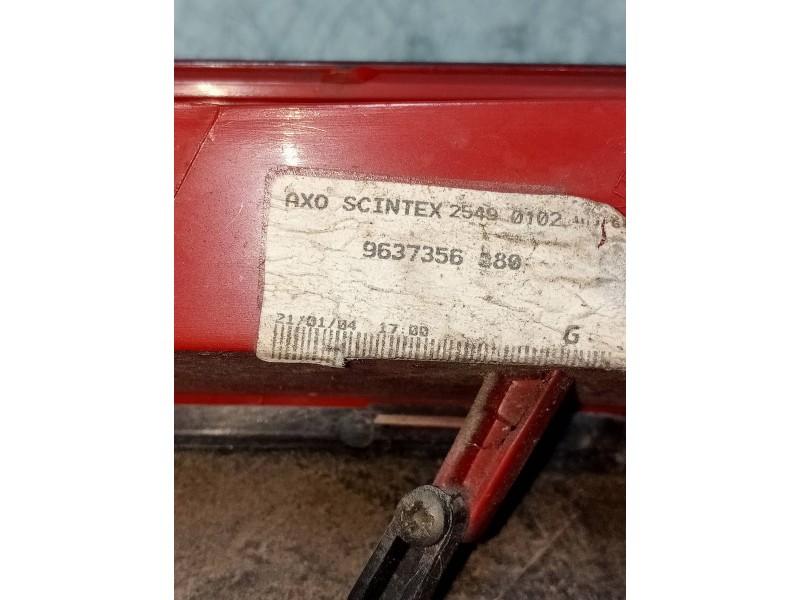 AXO SCINTEX 2549 0102
9637356 380
21/01/04 17:00
G